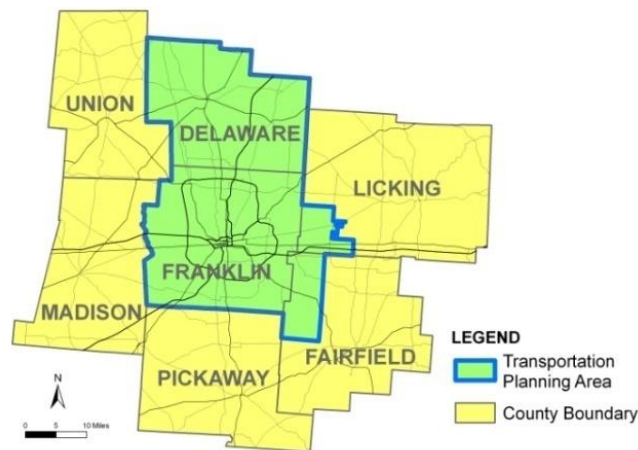 UNION
DELAWARE
LICKING
FRANKLIN
MADISON
FAIRFIELD
PICKAWAY
N
0 5 10 Miles
LEGEND
Transportation
Planning Area
County Boundary